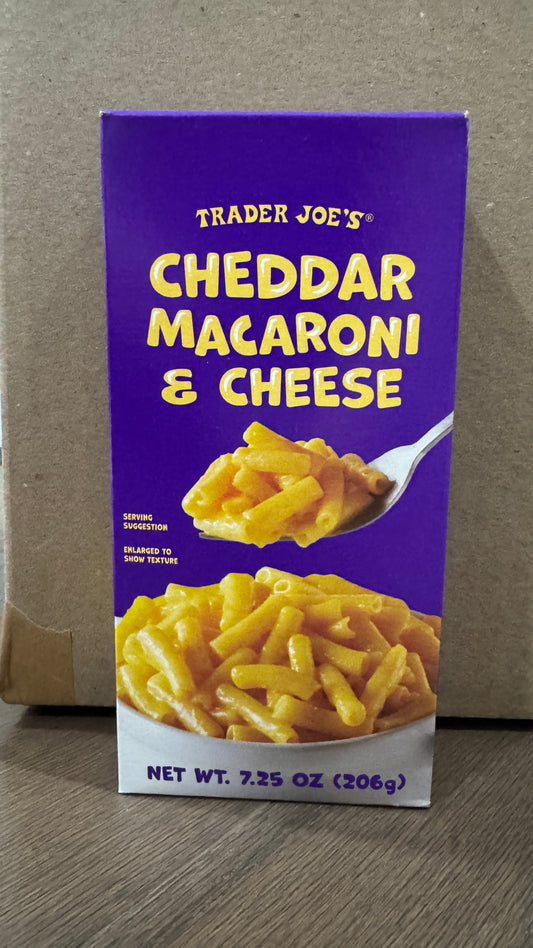 TRADER JOE'S®
CHEDDAR
MACARONI
& CHEESE
SERVING
SUGGESTION
ENLARGED TO
SHOW TEXTURE
NET WT. 7.25 OZ (206g)